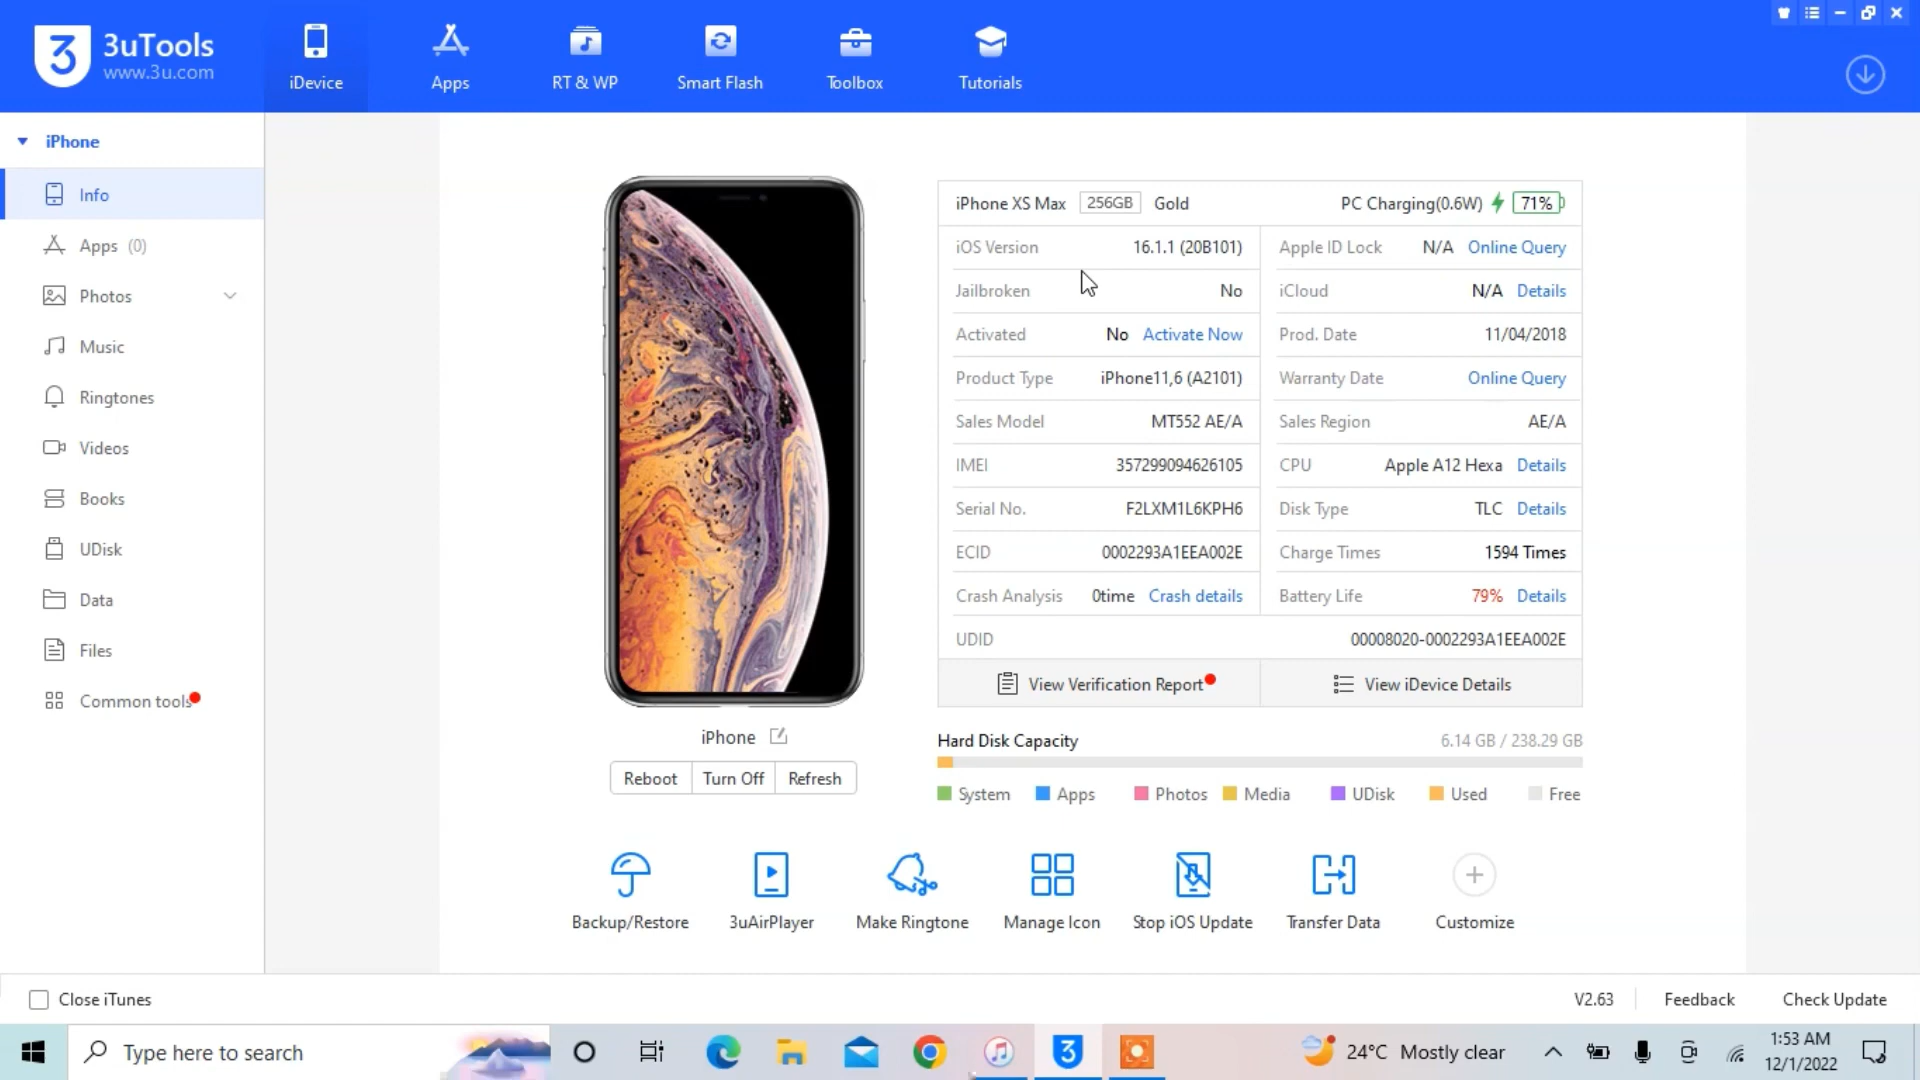 3uTools
www.3u.com
iDevice
Apps
RT & WP
Smart Flash
Toolbox
Tutorials
iPhone
Info
Apps (0)
Photos
Music
Ringtones
Videos
Books
UDisk
Data
Files
Common tools
iPhone XS Max 256GB Gold PC Charging(0.6W) 71%
iOS Version 16.1.1 (20B101) Apple ID Lock N/A Online Query
Jailbroken No iCloud N/A Details
Activated No Activate Now Prod. Date 11/04/2018
Product Type iPhone11,6 (A2101) Warranty Date Online Query
Sales Model MT552 AE/A Sales Region AE/A
IMEI 357299094626105 CPU Apple A12 Hexa Details
Serial No. F2LXM1L6KPH6 Disk Type TLC Details
ECID 0002293A1EEA002E Charge Times 1594 Times
Crash Analysis 0time Crash details Battery Life 79% Details
UDID 00008020-0002293A1EEA002E
View Verification Report View iDevice Details
iPhone
Reboot Turn Off Refresh
Hard Disk Capacity 6.14 GB / 238.29 GB
System Apps Photos Media UDisk Used Free
Backup/Restore 3uAirPlayer Make Ringtone Manage Icon Stop iOS Update Transfer Data Customize
Close iTunes V2.63 Feedback Check Update
Type here to search 24°C Mostly clear 1:53 AM
12/1/2022